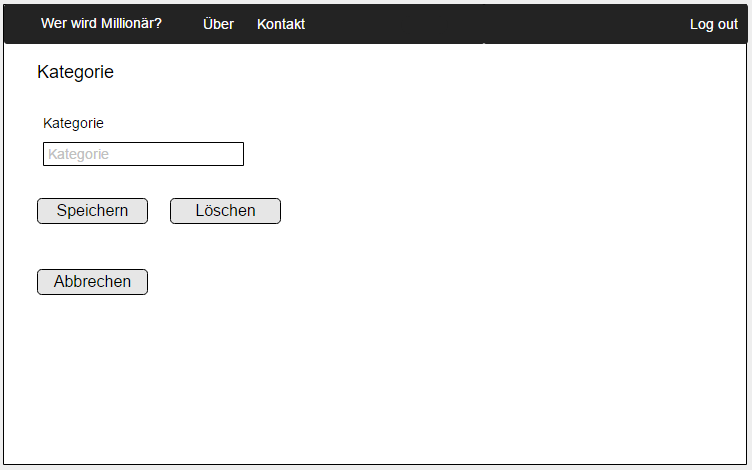 Wer wird Millionär? Über Kontakt Log out
Kategorie
Kategorie
Kategorie
Speichern Löschen
Abbrechen